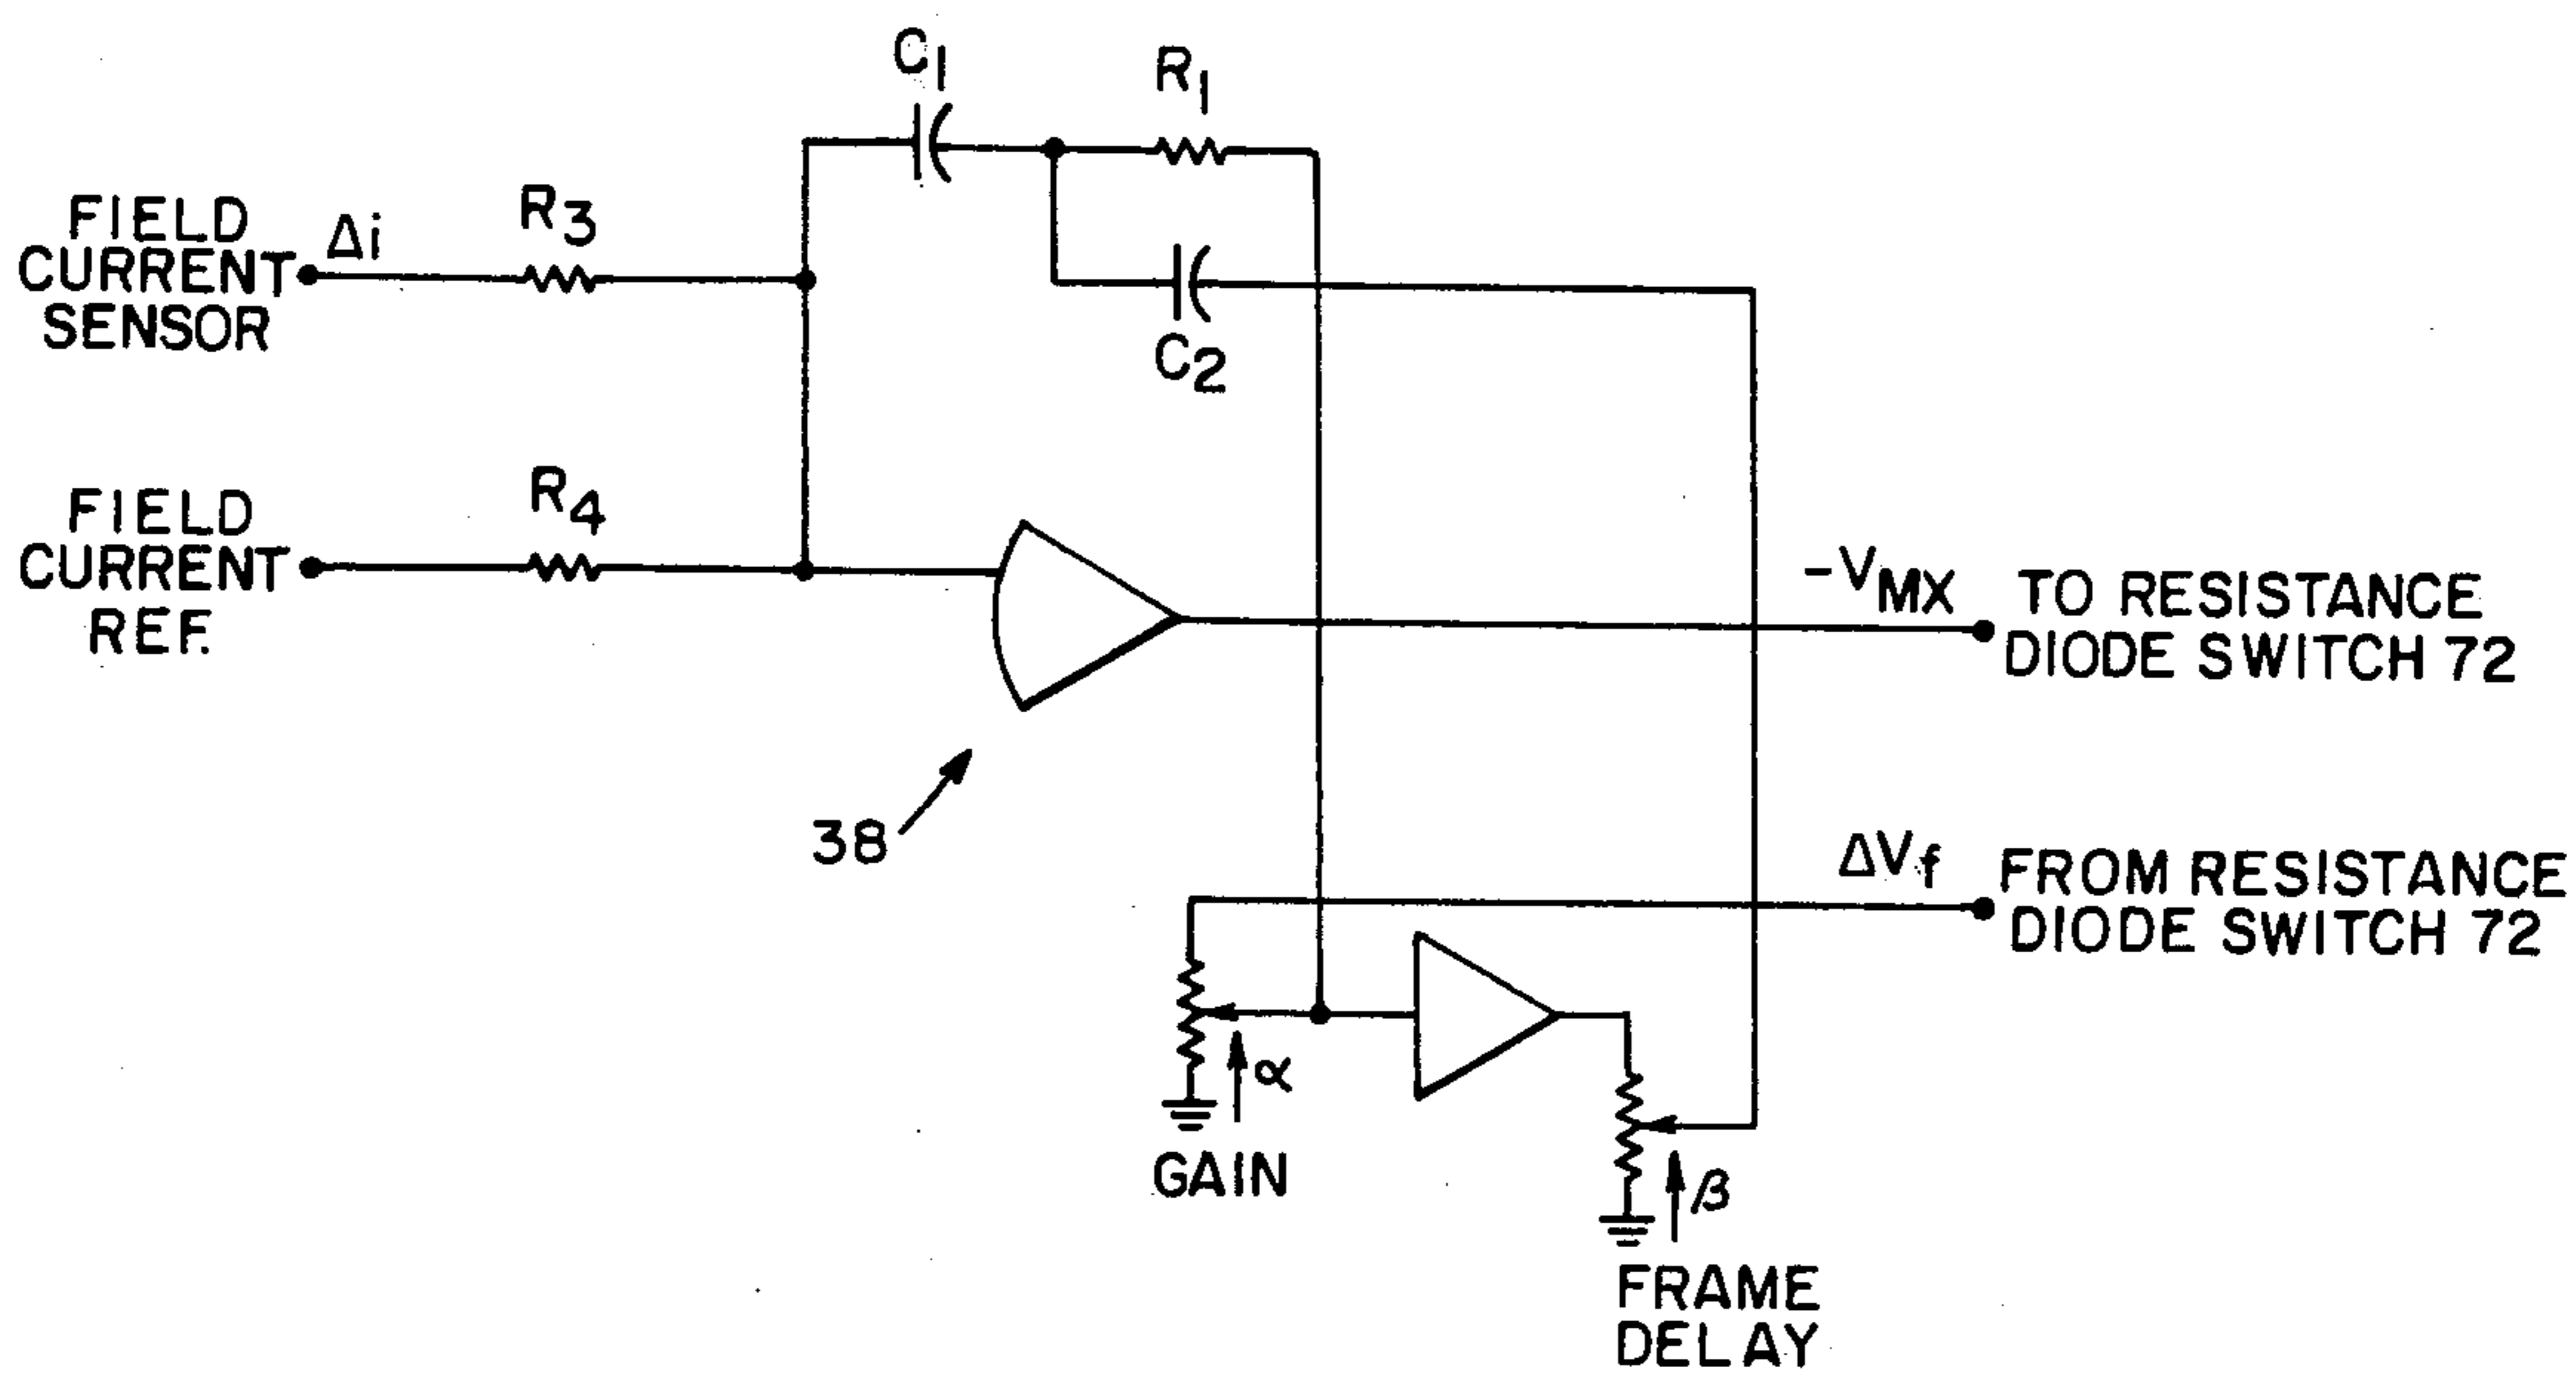 C1
R1
FIELD
CURRENT
SENSOR
Δi
R3
C2
FIELD
CURRENT
REF.
R4
-VMX
TO RESISTANCE
DIODE SWITCH 72
38
ΔVf
FROM RESISTANCE
DIODE SWITCH 72
α
GAIN
β
FRAME
DELAY